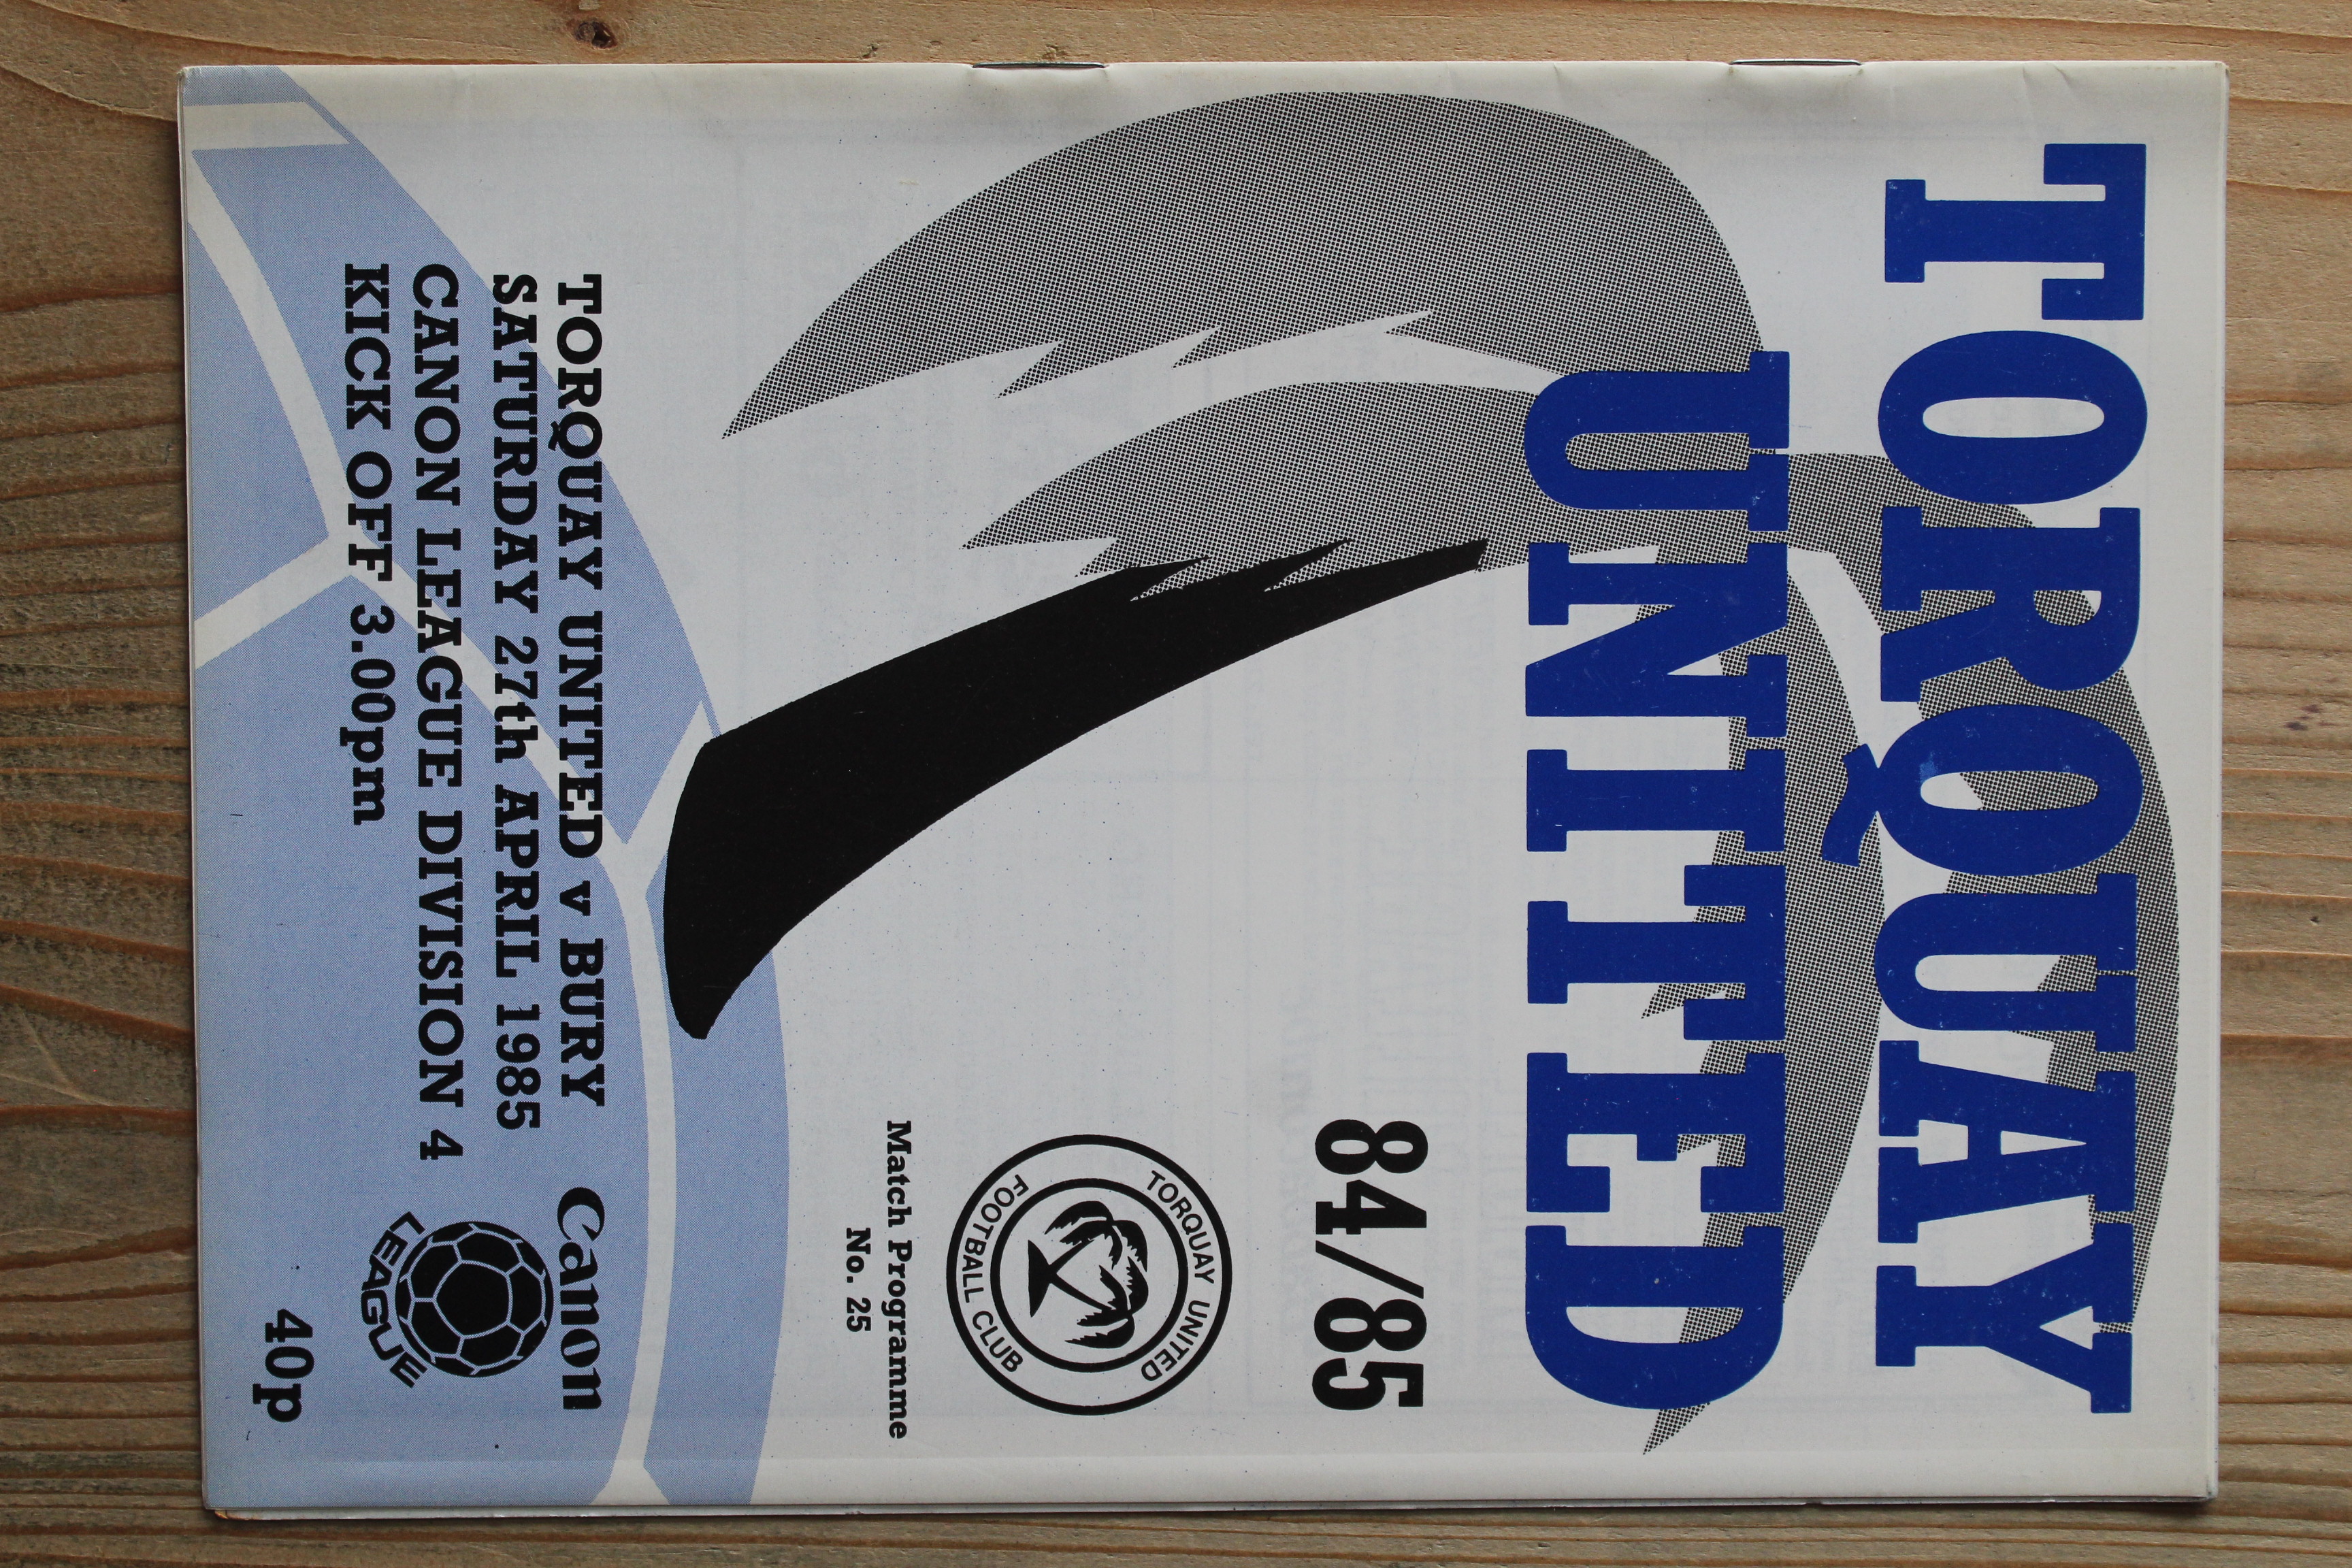 TORQUAY
UNITED
84/85
TORQUAY UNITED
FOOTBALL CLUB
Match Programme
No. 25
TORQUAY UNITED v BURY
SATURDAY 27th APRIL 1985
CANON LEAGUE DIVISION 4
KICK OFF 3.00pm
Canon
LEAGUE
40p